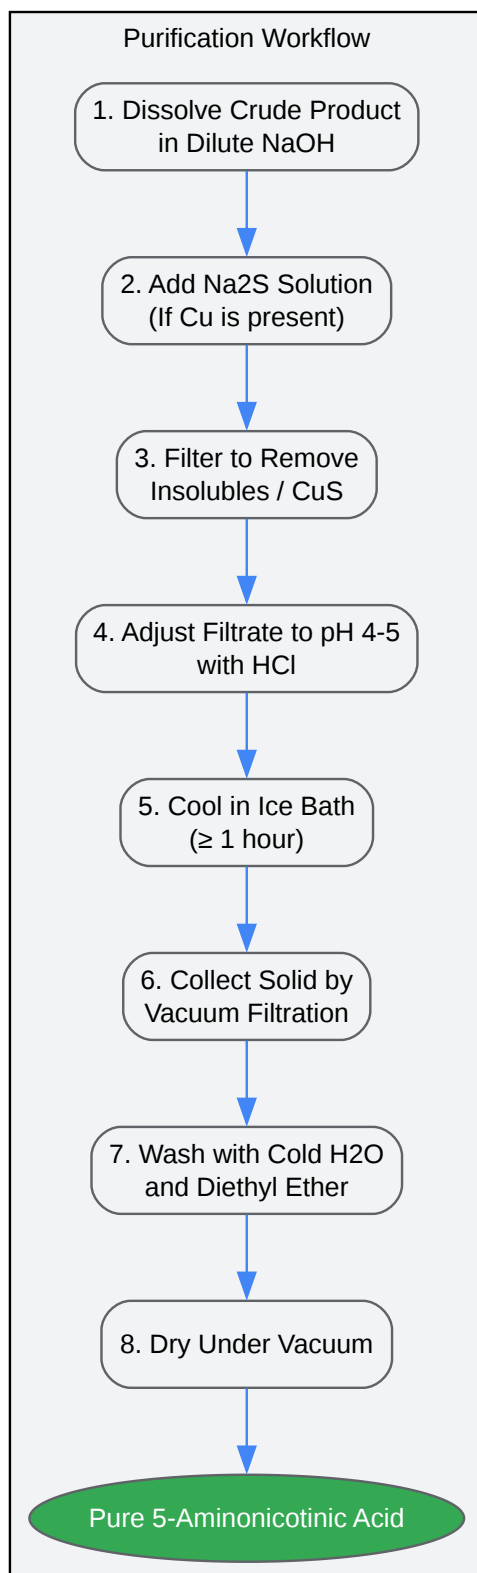 Purification Workflow
1. Dissolve Crude Product
in Dilute NaOH
2. Add Na2S Solution
(If Cu is present)
3. Filter to Remove
Insolubles / CuS
4. Adjust Filtrate to pH 4-5
with HCl
5. Cool in Ice Bath
(≥ 1 hour)
6. Collect Solid by
Vacuum Filtration
7. Wash with Cold H2O
and Diethyl Ether
8. Dry Under Vacuum
Pure 5-Aminonicotinic Acid